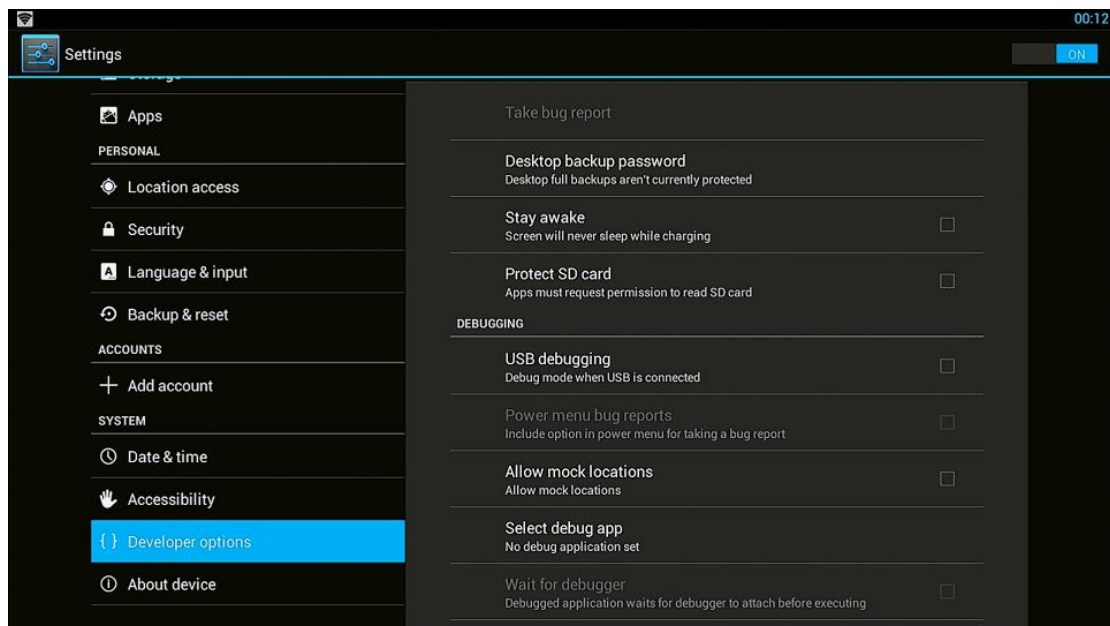 00:12
Settings
ON
Apps
PERSONAL
Location access
Security
Language & input
Backup & reset
ACCOUNTS
Add account
SYSTEM
Date & time
Accessibility
{ } Developer options
About device
Take bug report
Desktop backup password
Desktop full backups aren't currently protected
Stay awake
Screen will never sleep while charging
Protect SD card
Apps must request permission to read SD card
DEBUGGING
USB debugging
Debug mode when USB is connected
Power menu bug reports
Include option in power menu for taking a bug report
Allow mock locations
Allow mock locations
Select debug app
No debug application set
Wait for debugger
Debugged application waits for debugger to attach before executing